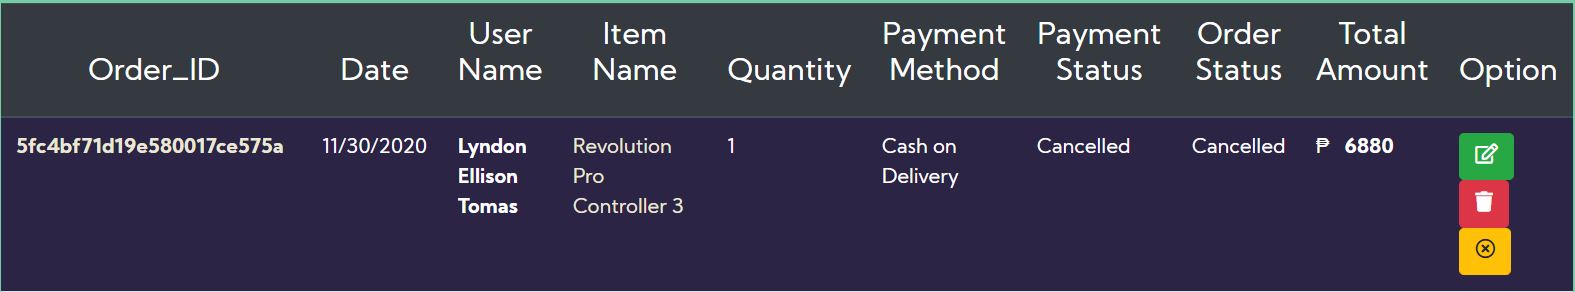 Order_ID
Date
User
Name
Item
Name
Quantity
Payment
Method
Payment
Status
Order
Status
Total
Amount
Option
5fc4bf71d19e580017ce575a
11/30/2020
Lyndon
Ellison
Tomas
Revolution
Pro
Controller 3
1
Cash on
Delivery
Cancelled
Cancelled
₱ 6880